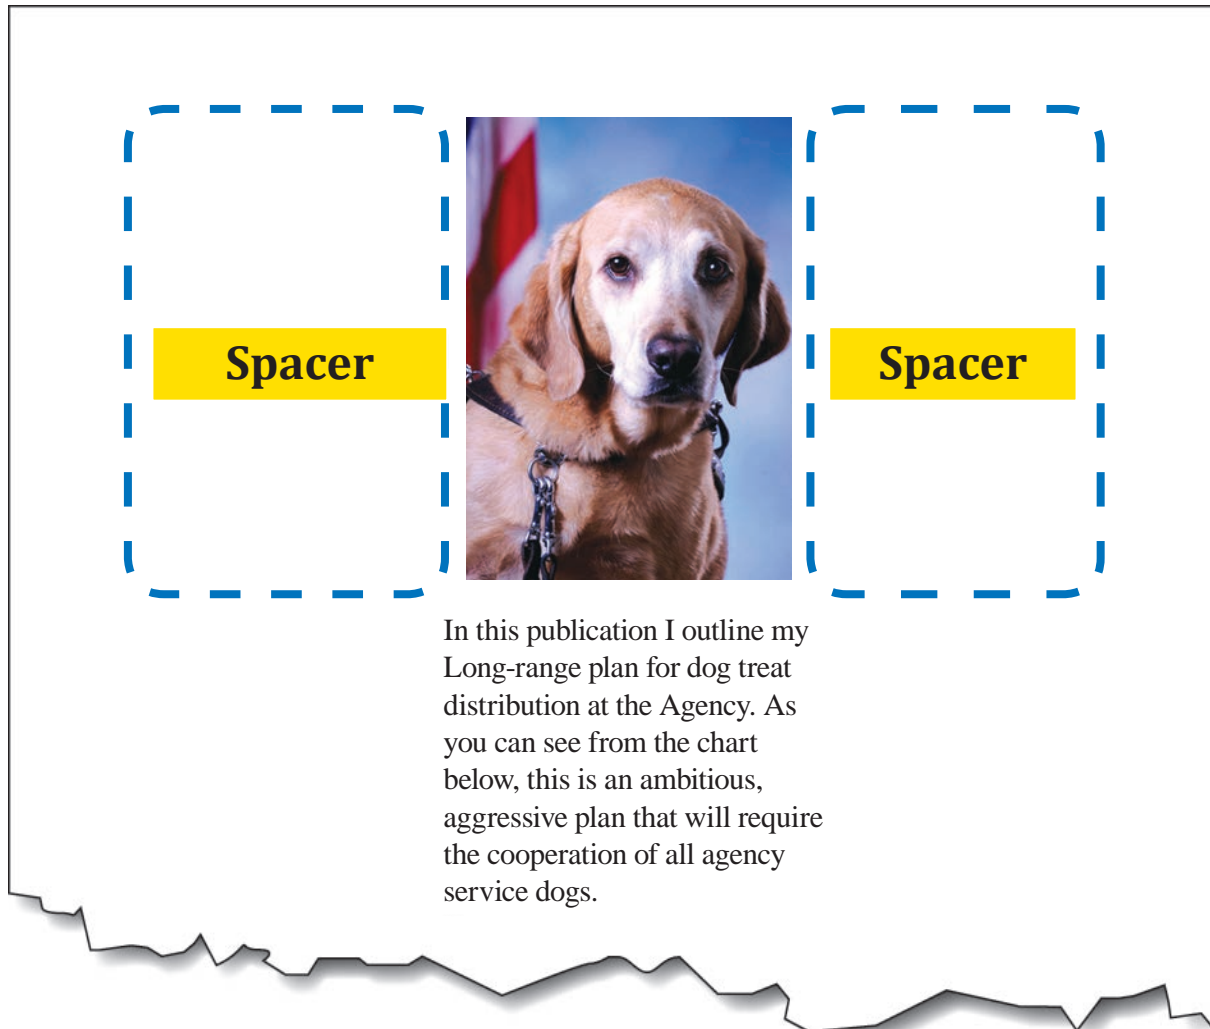 Spacer
Spacer
In this publication I outline my
Long-range plan for dog treat
distribution at the Agency. As
you can see from the chart
below, this is an ambitious,
aggressive plan that will require
the cooperation of all agency
service dogs.